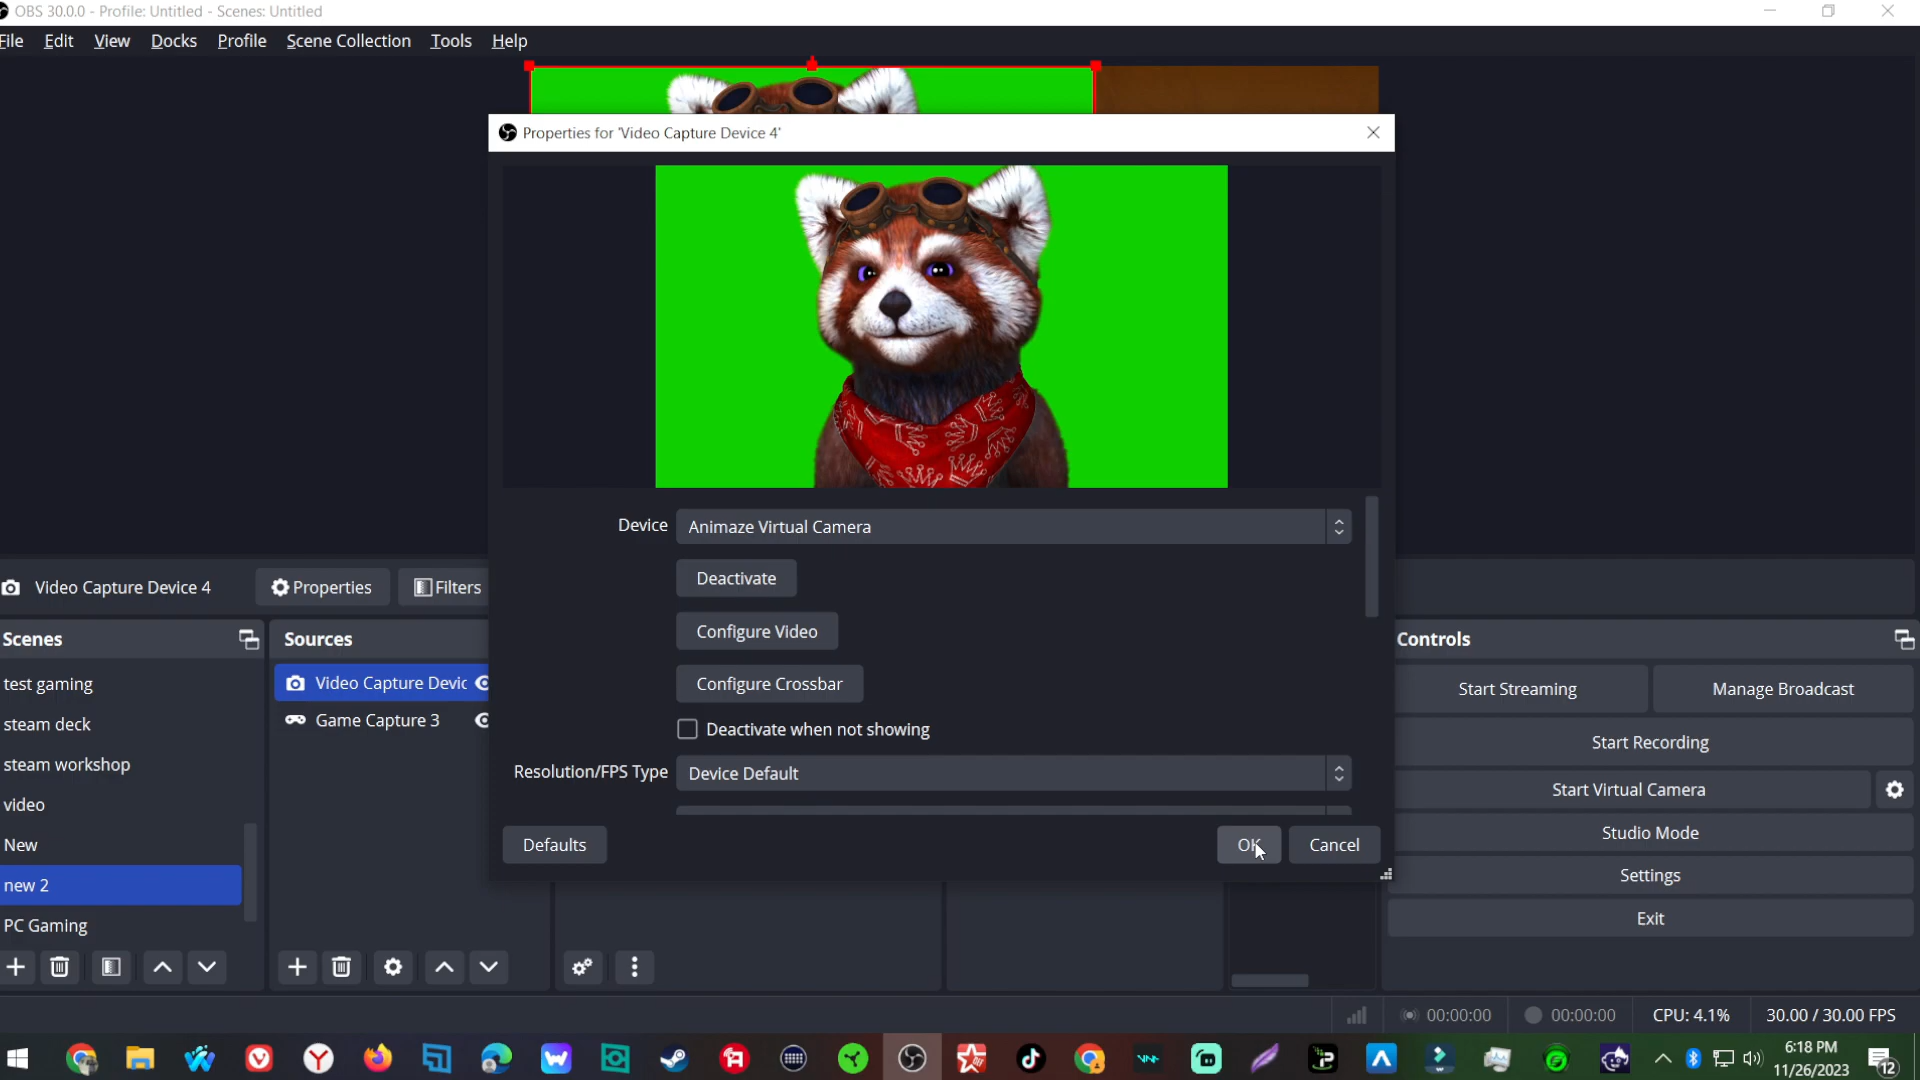 OBS 30.0.0 - Profile: Untitled - Scenes: Untitled
File Edit View Docks Profile Scene Collection Tools Help
Properties for 'Video Capture Device 4'
Device Animaze Virtual Camera
Deactivate
Configure Video
Configure Crossbar
Deactivate when not showing
Resolution/FPS Type Device Default
Defaults OK Cancel
Video Capture Device 4 Properties Filters
Scenes
test gaming
steam deck
steam workshop
video
New
new 2
PC Gaming
Sources
Video Capture Devic
Game Capture 3
Controls
Start Streaming Manage Broadcast
Start Recording
Start Virtual Camera
Studio Mode
Settings
Exit
00:00:00 00:00:00 CPU: 4.1% 30.00 / 30.00 FPS
6:18 PM
11/26/2023
12